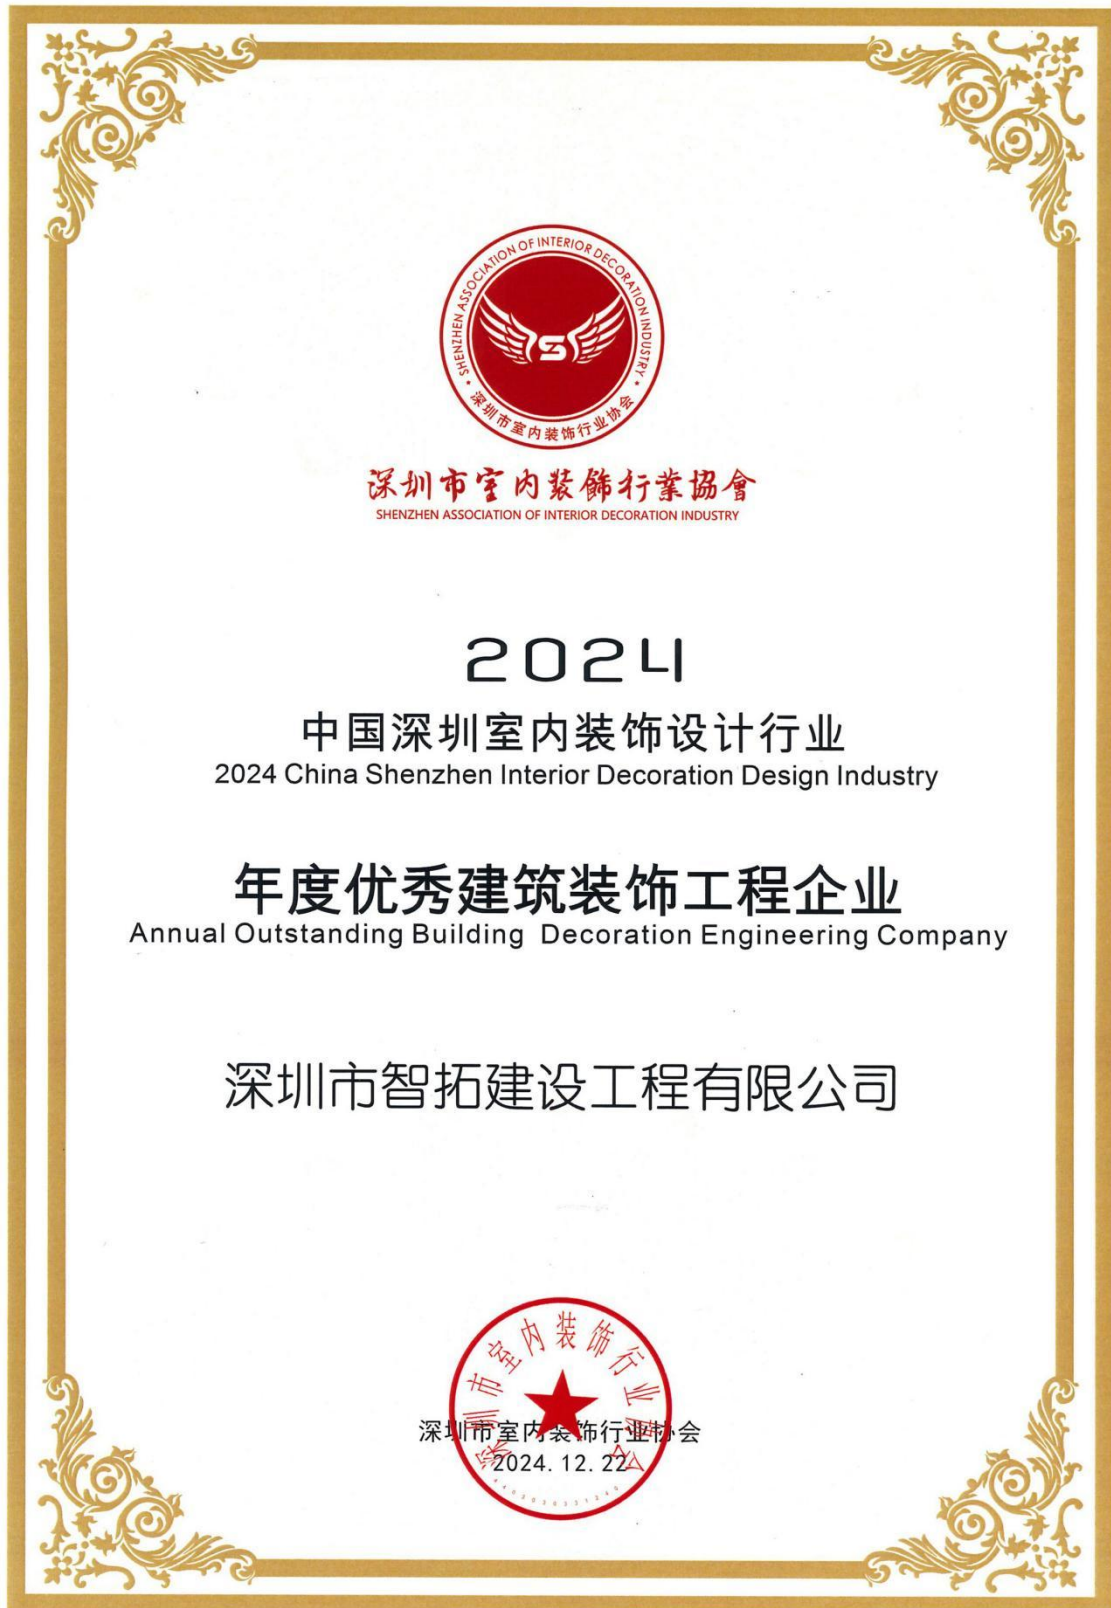 SHENZHEN ASSOCIATION OF INTERIOR DECORATION INDUSTRY
深圳市室内装饰行业协会
S
深圳市室内裝飾行業協會
SHENZHEN ASSOCIATION OF INTERIOR DECORATION INDUSTRY
2024
中国深圳室内装饰设计行业
2024 China Shenzhen Interior Decoration Design Industry
年度优秀建筑装饰工程企业
Annual Outstanding Building Decoration Engineering Company
深圳市智拓建设工程有限公司
深圳市室内装饰行业协会
深圳市室内装饰行业协会
2024.12.22